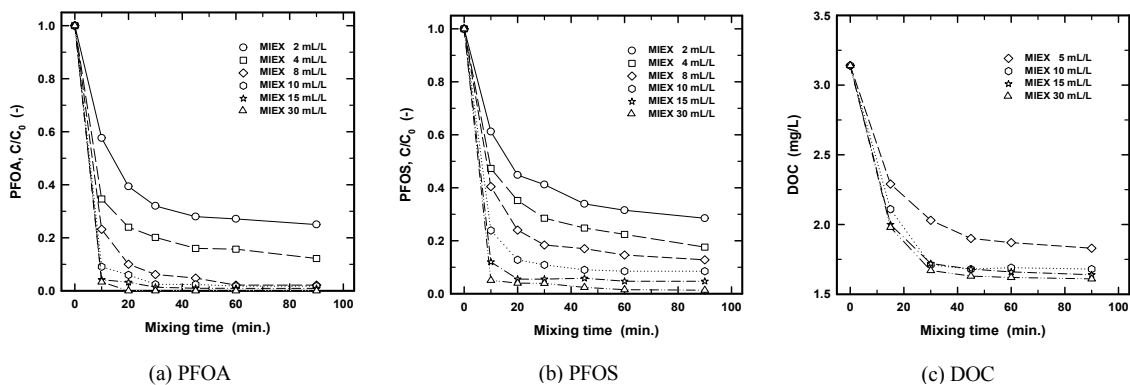 PFOA, C/C0 (-)
1.0
0.8
0.6
0.4
0.2
0.0
0 20 40 60 80 100
Mixing time (min.)
MIEX 2 mL/L
MIEX 4 mL/L
MIEX 8 mL/L
MIEX 10 mL/L
MIEX 15 mL/L
MIEX 30 mL/L
(a) PFOA
PFOS, C/C0 (-)
1.0
0.8
0.6
0.4
0.2
0.0
0 20 40 60 80 100
Mixing time (min.)
MIEX 2 mL/L
MIEX 4 mL/L
MIEX 8 mL/L
MIEX 10 mL/L
MIEX 15 mL/L
MIEX 30 mL/L
(b) PFOS
DOC (mg/L)
3.5
3.0
2.5
2.0
1.5
0 20 40 60 80 100
Mixing time (min.)
MIEX 5 mL/L
MIEX 10 mL/L
MIEX 15 mL/L
MIEX 30 mL/L
(c) DOC